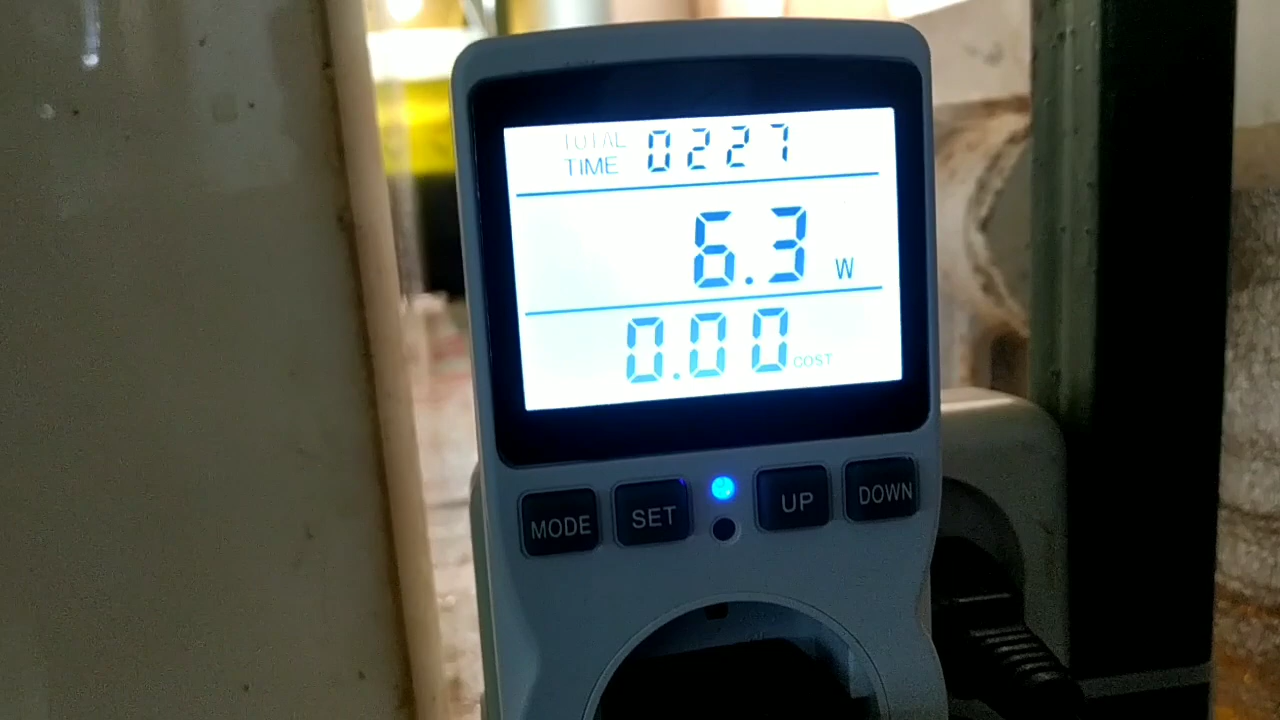 TOTAL
TIME 0227
6.3 W
0.00 COST
MODE SET UP DOWN